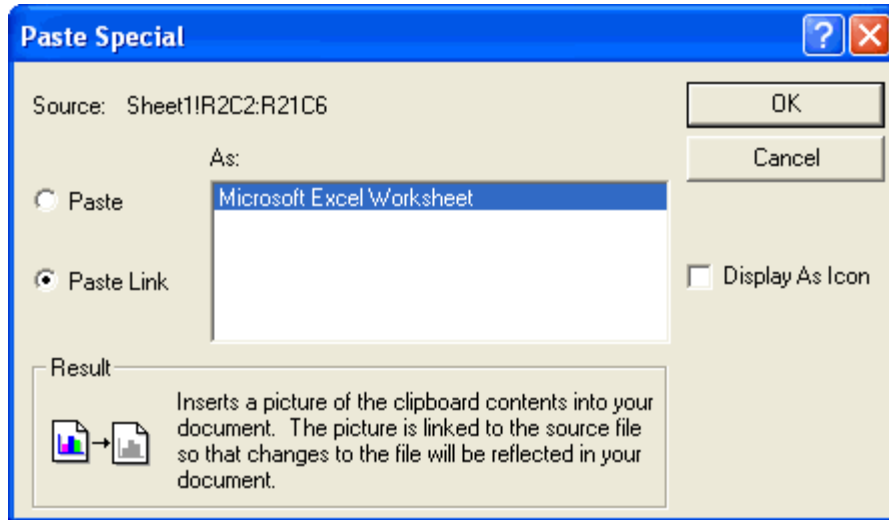 Paste Special
Source: Sheet1!R2C2:R21C6
OK
As:
Cancel
Paste
Microsoft Excel Worksheet
Paste Link
Display As Icon
Result
Inserts a picture of the clipboard contents into your
document. The picture is linked to the source file
so that changes to the file will be reflected in your
document.